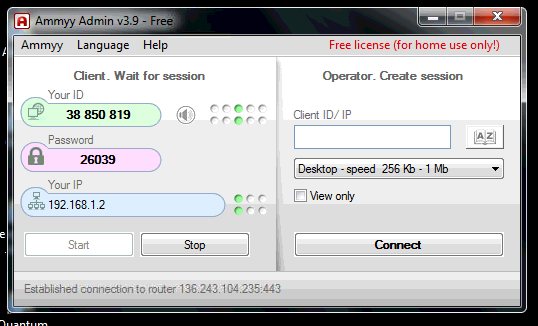 Ammyy Admin v3.9 - Free
Ammyy Language Help
Free license (for home use only!)
Client. Wait for session
Your ID
38 850 819
Password
26039
Your IP
192.168.1.2
Start
Stop
Operator. Create session
Client ID/ IP
A Z
Desktop - speed 256 Kb - 1 Mb
View only
Connect
Established connection to router 136.243.104.235:443
Quantum